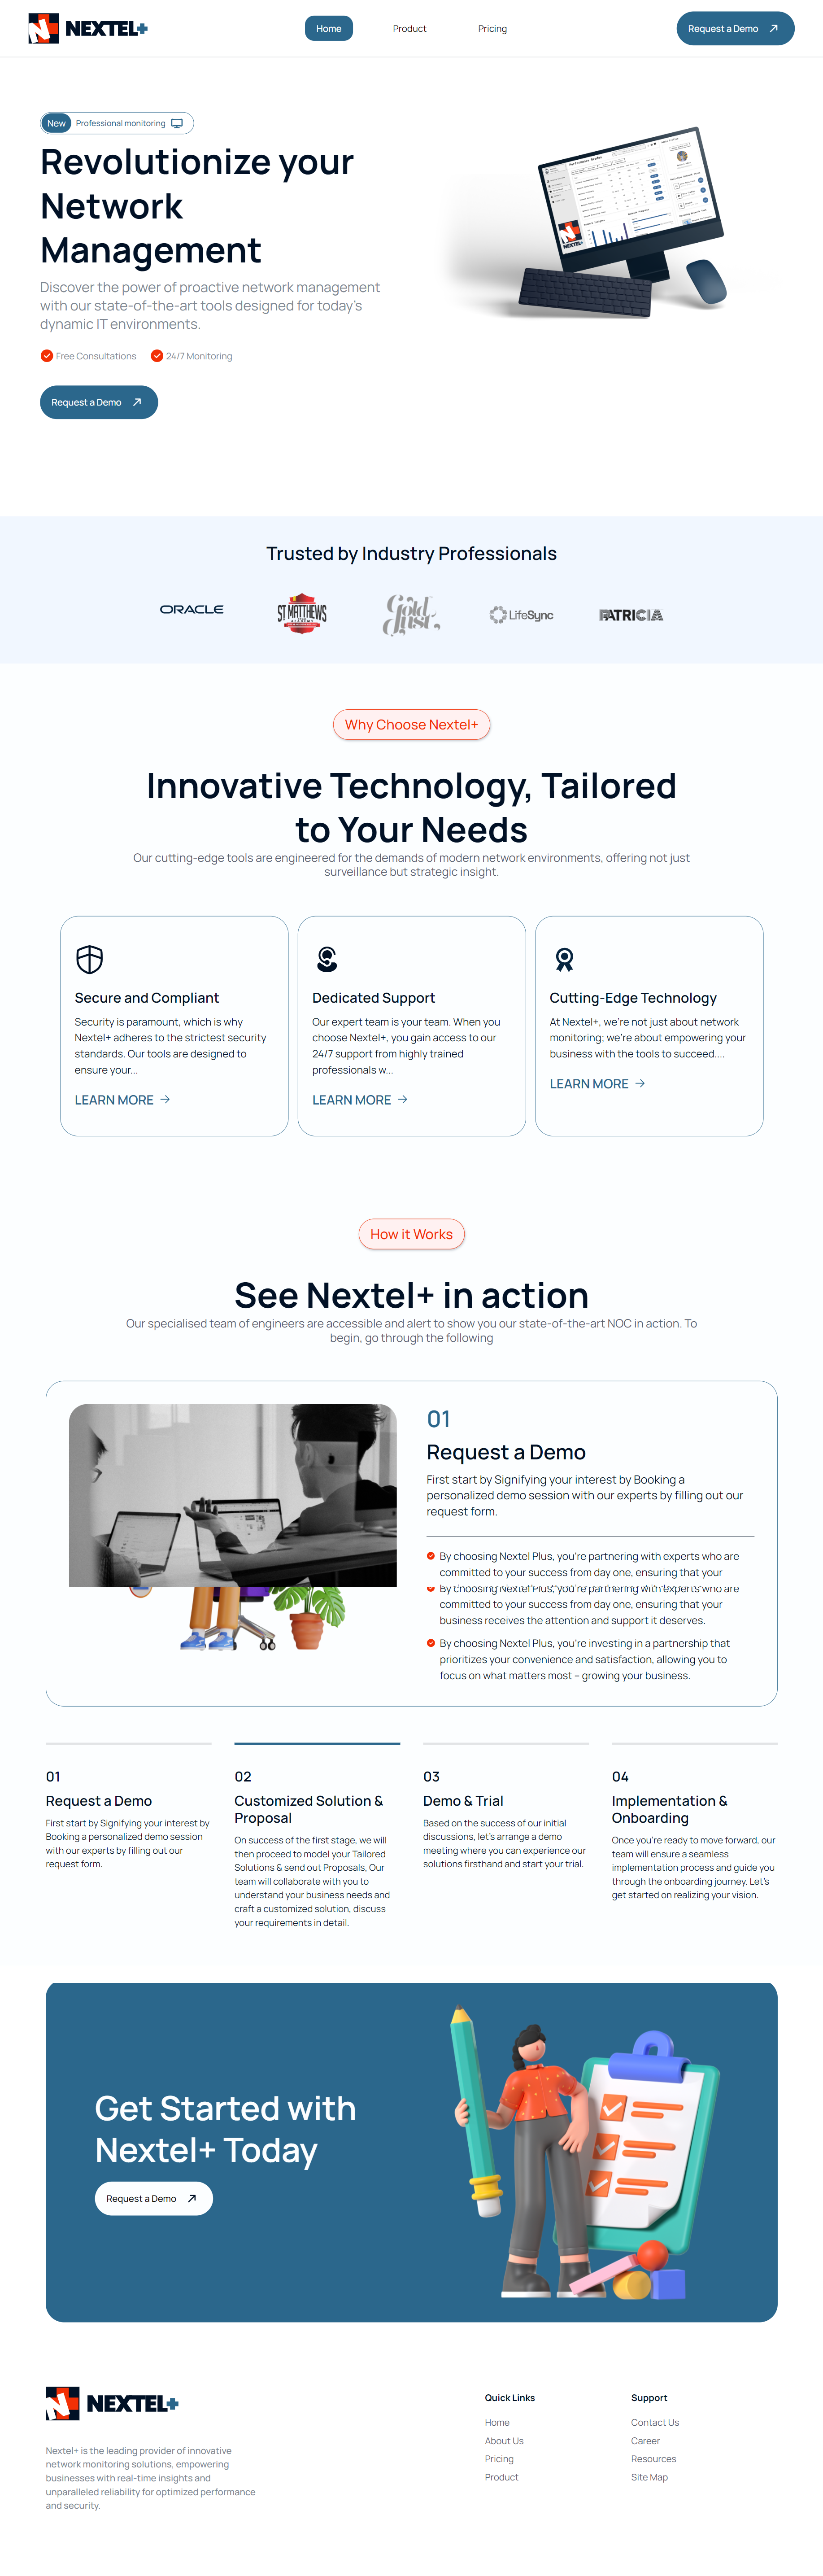 NEXTEL+
Home
Product
Pricing
Request a Demo
New
Professional monitoring
Revolutionize your
Network
Management
Discover the power of proactive network management
with our state-of-the-art tools designed for today's
dynamic IT environments.
Free Consultations
24/7 Monitoring
Request a Demo
NEXTEL+
Trusted by Industry Professionals
ORACLE
ST MATTHEWS
Gold
Dust.
LifeSync
PATRICIA
Why Choose Nextel+
Innovative Technology, Tailored
to Your Needs
Our cutting-edge tools are engineered for the demands of modern network environments, offering not just
surveillance but strategic insight.
Secure and Compliant
Security is paramount, which is why
Nextel+ adheres to the strictest security
standards. Our tools are designed to
ensure your...
LEARN MORE
Dedicated Support
Our expert team is your team. When you
choose Nextel+, you gain access to our
24/7 support from highly trained
professionals w...
LEARN MORE
Cutting-Edge Technology
At Nextel+, we're not just about network
monitoring; we're about empowering your
business with the tools to succeed....
LEARN MORE
How it Works
See Nextel+ in action
Our specialised team of engineers are accessible and alert to show you our state-of-the-art NOC in action. To
begin, go through the following
01
Request a Demo
First start by Signifying your interest by Booking a
personalized demo session with our experts by filling out our
request form.
By choosing Nextel Plus, you're partnering with experts who are
committed to your success from day one, ensuring that your
By choosing Nextel Plus, you're partnering with experts who are
committed to your success from day one, ensuring that your
business receives the attention and support it deserves.
By choosing Nextel Plus, you're investing in a partnership that
prioritizes your convenience and satisfaction, allowing you to
focus on what matters most – growing your business.
01
Request a Demo
First start by Signifying your interest by
Booking a personalized demo session
with our experts by filling out our
request form.
02
Customized Solution &
Proposal
On success of the first stage, we will
then proceed to model your Tailored
Solutions & send out Proposals, Our
team will collaborate with you to
understand your business needs and
craft a customized solution, discuss
your requirements in detail.
03
Demo & Trial
Based on the success of our initial
discussions, let's arrange a demo
meeting where you can experience our
solutions firsthand and start your trial.
04
Implementation &
Onboarding
Once you're ready to move forward, our
team will ensure a seamless
implementation process and guide you
through the onboarding journey. Let's
get started on realizing your vision.
Get Started with
Nextel+ Today
Request a Demo
NEXTEL+
Nextel+ is the leading provider of innovative
network monitoring solutions, empowering
businesses with real-time insights and
unparalleled reliability for optimized performance
and security.
Quick Links
Home
About Us
Pricing
Product
Support
Contact Us
Career
Resources
Site Map